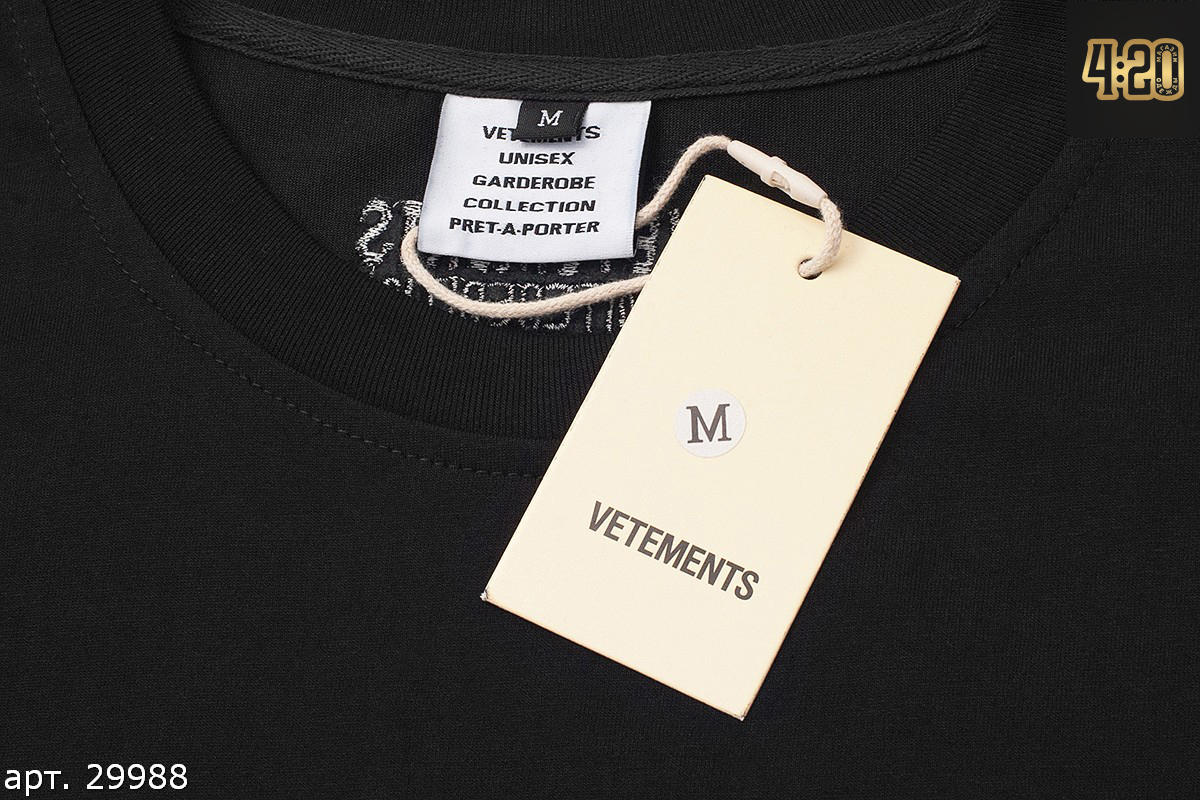 4:20
M
VETEMENTS
UNISEX
GARDEROBE
COLLECTION
PRET-A-PORTER
M
VETEMENTS
арт. 29988